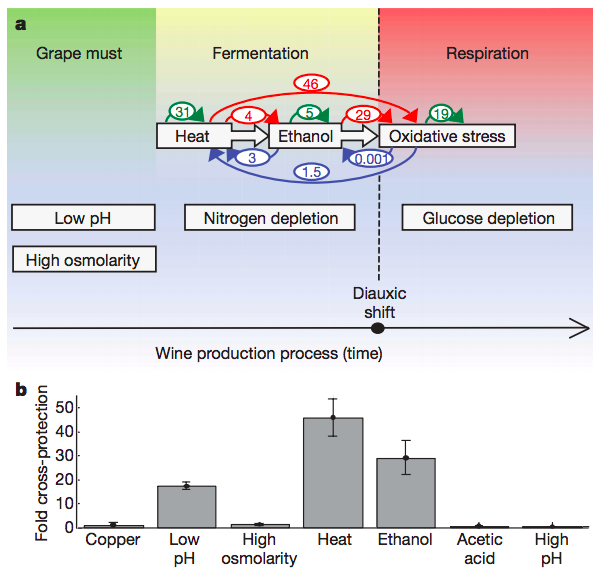 a
Grape must
Fermentation
Respiration
46
31
4
5
29
19
Heat
Ethanol
Oxidative stress
3
0.001
1.5
Low pH
Nitrogen depletion
Glucose depletion
High osmolarity
Diauxic
shift
Wine production process (time)
b
Fold cross-protection
50
40
30
20
10
0
Copper
Low
pH
High
osmolarity
Heat
Ethanol
Acetic
acid
High
pH